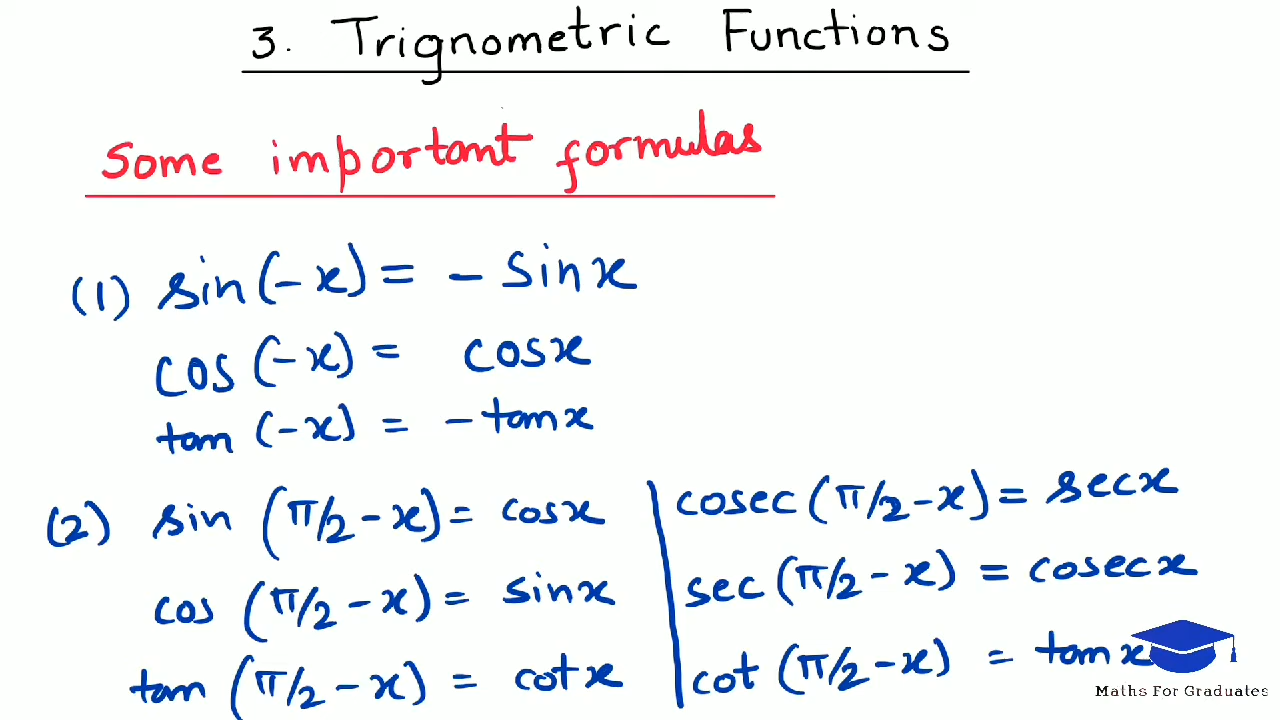 3. Trignometric Functions
Some important formulas
(1) sin(-x) = - sinx
cos(-x) = cosx
tan(-x) = - tanx
(2) sin (π/2 - x) = cosx
cos (π/2 - x) = sinx
tan (π/2 - x) = cotx
cosec (π/2 - x) = secx
sec (π/2 - x) = cosecx
cot (π/2 - x) = tanx
Maths For Graduates